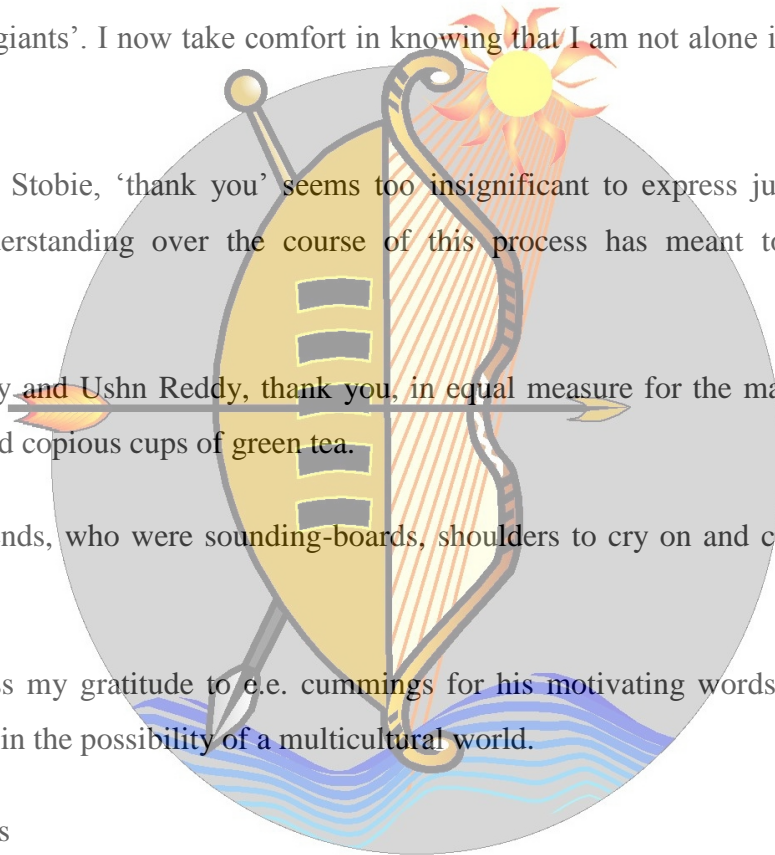 giants’. I now take comfort in knowing that I am not alone i
Stobie, ‘thank you’ seems too insignificant to express ju
derstanding over the course of this process has meant to
y and Ushn Reddy, thank you, in equal measure for the ma
d copious cups of green tea.
nds, who were sounding-boards, shoulders to cry on and c
ss my gratitude to e.e. cummings for his motivating words
in the possibility of a multicultural world.
s